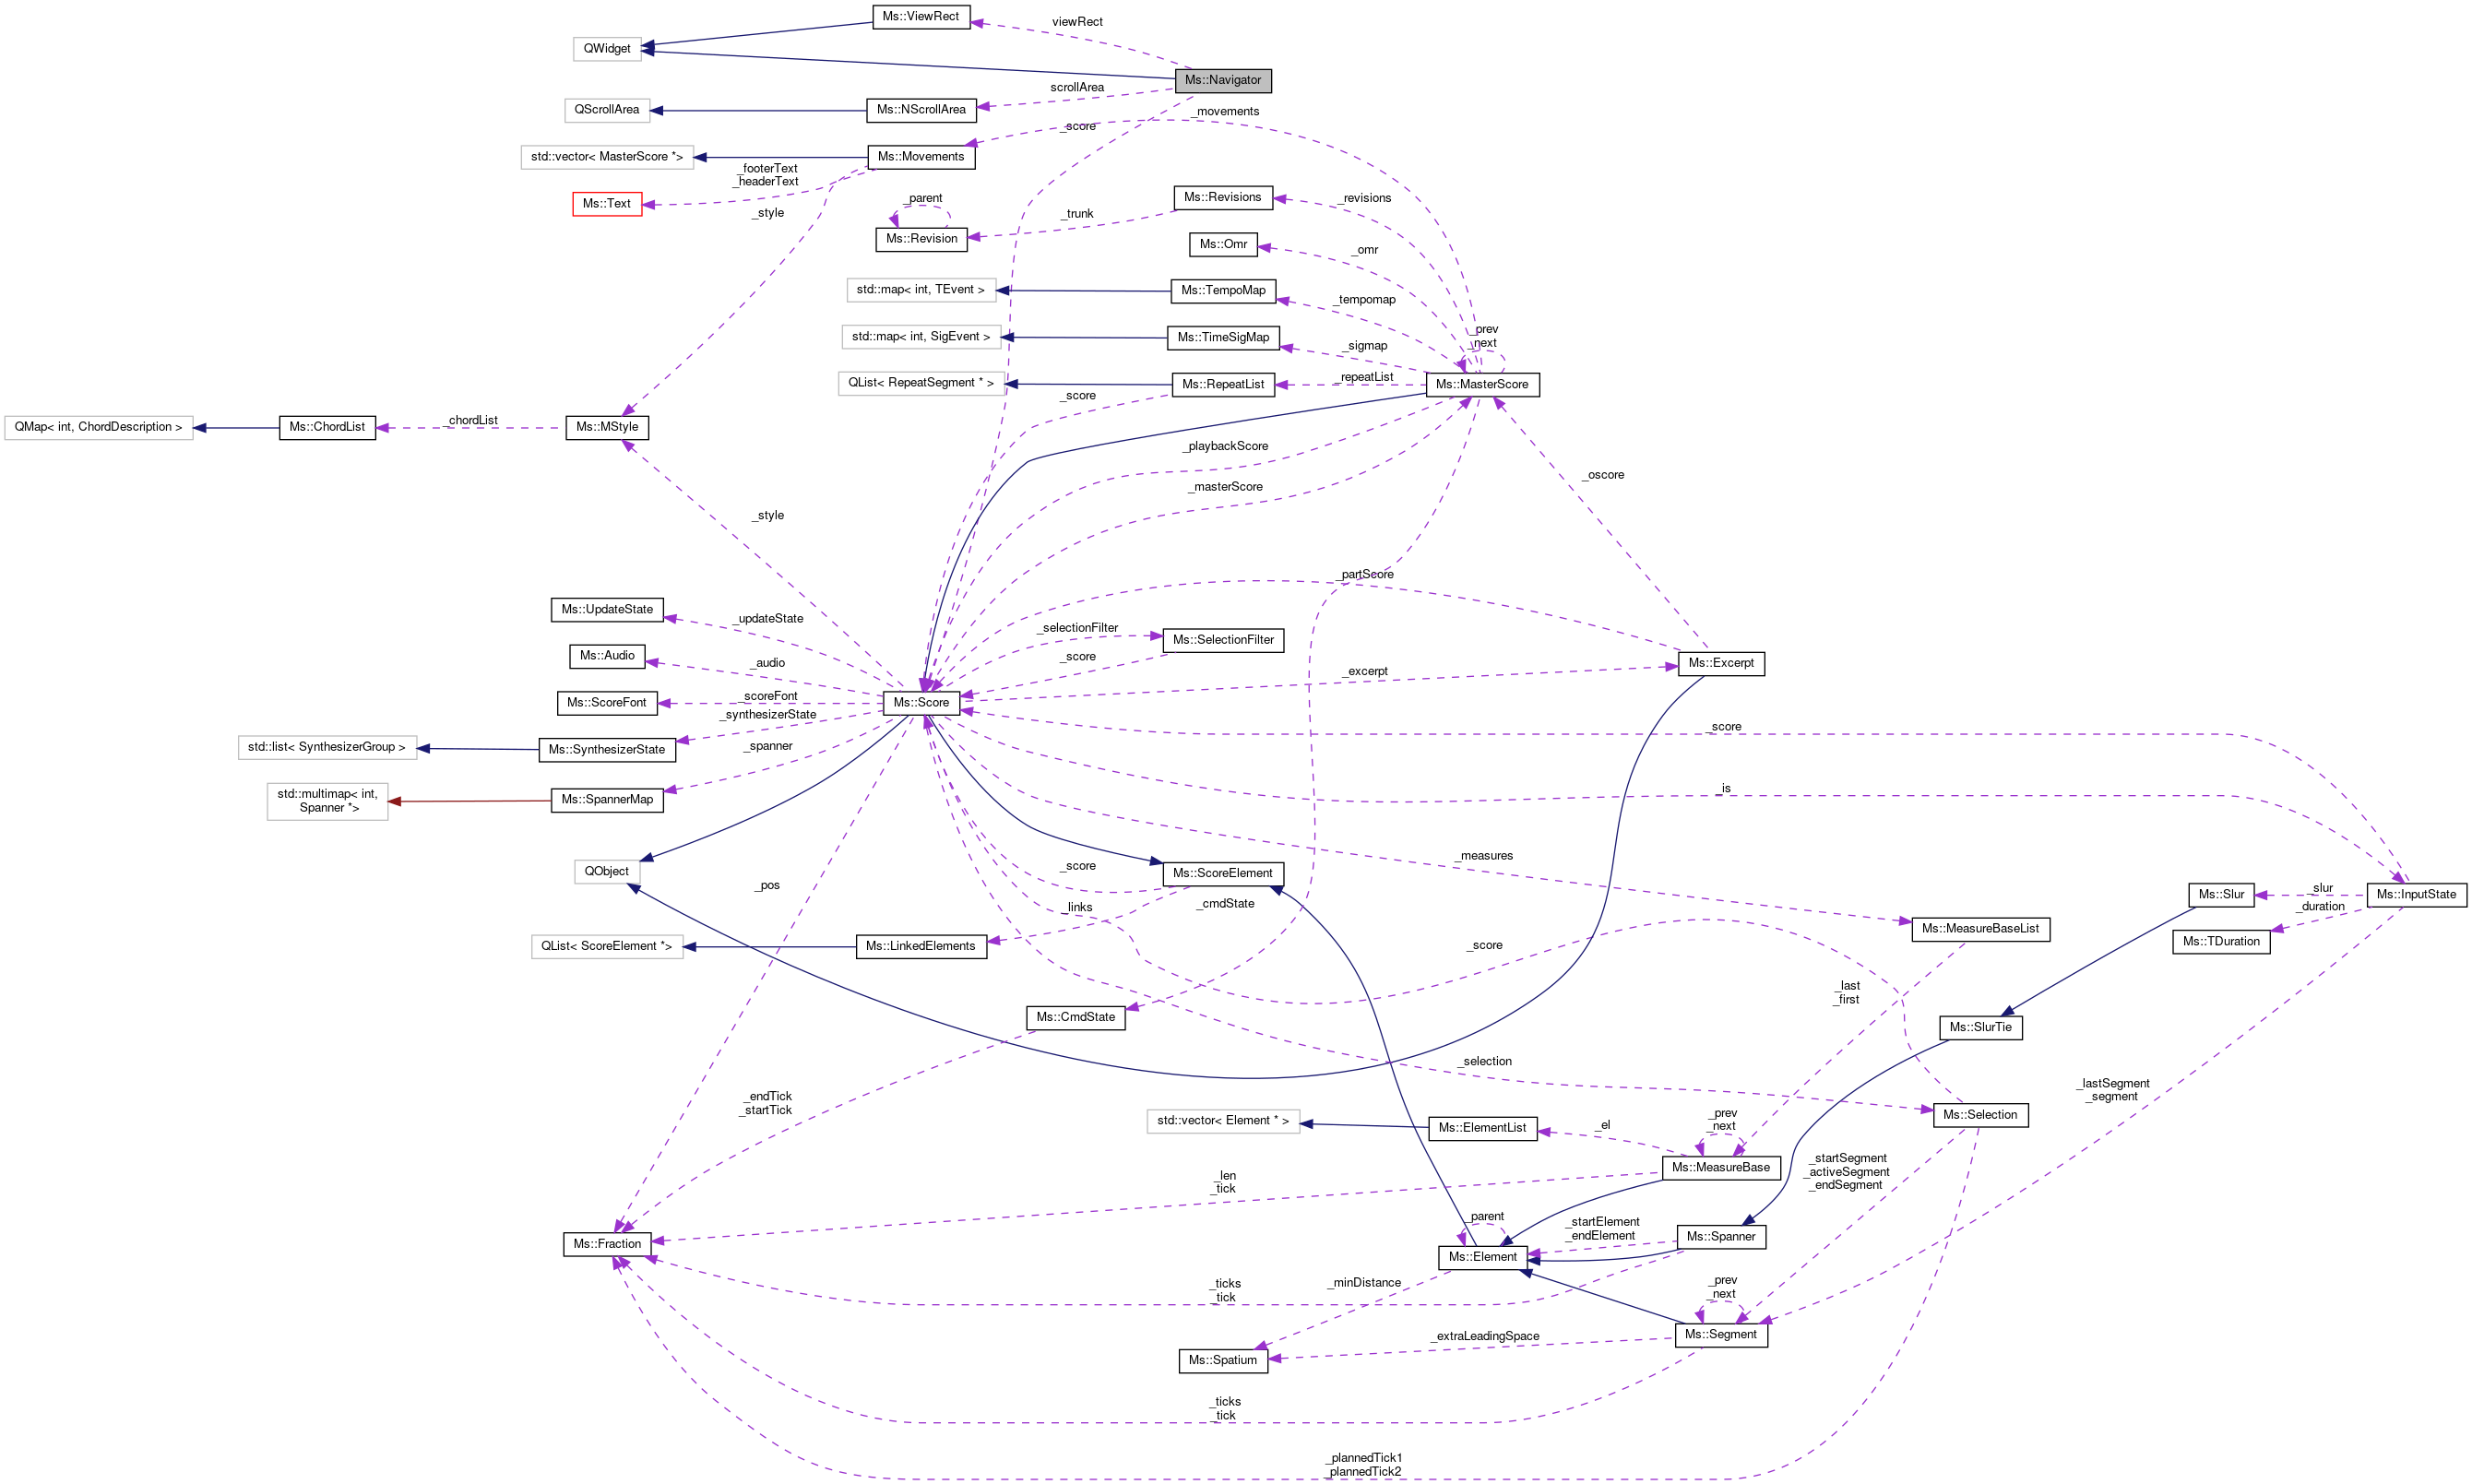 Ms::ViewRect
viewRect
QWidget
Ms::Navigator
scrollArea
QScrollArea
Ms::NScrollArea
_movements
_score
std::vector< MasterScore *>
Ms::Movements
_footerText
_headerText
Ms::Text
_style
_parent
Ms::Revision
_trunk
Ms::Revisions
_revisions
Ms::Omr
_omr
std::map< int, TEvent >
Ms::TempoMap
_tempomap
std::map< int, SigEvent >
Ms::TimeSigMap
_sigmap
_prev
_next
QList< RepeatSegment * >
Ms::RepeatList
_repeatList
Ms::MasterScore
_score
QMap< int, ChordDescription >
Ms::ChordList
_chordList
Ms::MStyle
_playbackScore
_masterScore
_oscore
_style
_partScore
Ms::UpdateState
_updateState
_selectionFilter
Ms::SelectionFilter
Ms::Audio
_audio
_score
Ms::Excerpt
_excerpt
Ms::ScoreFont
_scoreFont
Ms::Score
_synthesizerState
_score
std::list< SynthesizerGroup >
Ms::SynthesizerState
_spanner
std::multimap< int,
Spanner *>
Ms::SpannerMap
_is
_measures
QObject
_score
Ms::ScoreElement
_pos
_links
_cmdState
Ms::Slur
_slur
Ms::InputState
_duration
Ms::MeasureBaseList
Ms::TDuration
QList< ScoreElement *>
Ms::LinkedElements
_score
_last
_first
Ms::CmdState
Ms::SlurTie
_selection
_endTick
_startTick
_lastSegment
_segment
std::vector< Element * >
Ms::ElementList
_el
_prev
_next
Ms::Selection
Ms::MeasureBase
_startSegment
_activeSegment
_endSegment
_len
_tick
_parent
_startElement
_endElement
Ms::Spanner
Ms::Fraction
Ms::Element
_ticks
_tick
_minDistance
_prev
_next
_extraLeadingSpace
Ms::Segment
Ms::Spatium
_ticks
_tick
_plannedTick1
_plannedTick2